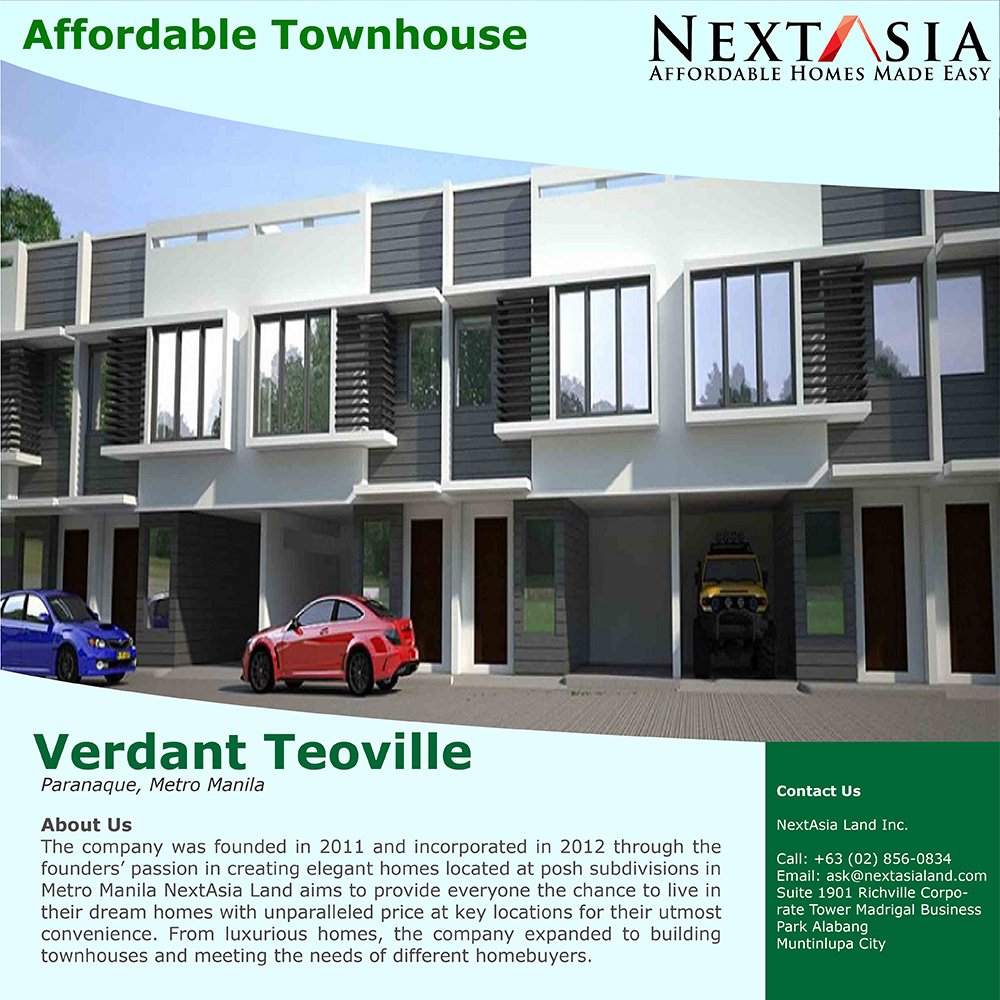 Affordable Townhouse
NEXTASIA
AFFORDABLE HOMES MADE EASY
Verdant Teoville
Paranaque, Metro Manila
About Us
The company was founded in 2011 and incorporated in 2012 through the
founders’ passion in creating elegant homes located at posh subdivisions in
Metro Manila NextAsia Land aims to provide everyone the chance to live in
their dream homes with unparalleled price at key locations for their utmost
convenience. From luxurious homes, the company expanded to building
townhouses and meeting the needs of different homebuyers.
Contact Us
NextAsia Land Inc.
Call: +63 (02) 856-0834
Email: ask@nextasialand.com
Suite 1901 Richville Corpo-
rate Tower Madrigal Business
Park Alabang
Muntinlupa City